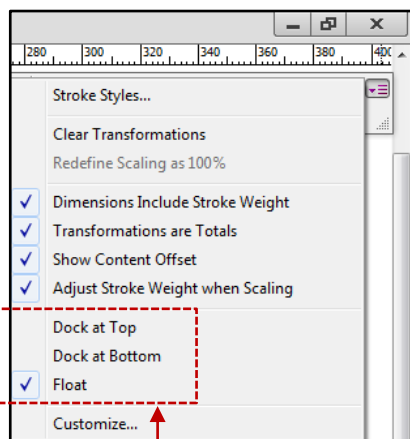 280 300 320 340 360 380 400
Stroke Styles...
Clear Transformations
Redefine Scaling as 100%
Dimensions Include Stroke Weight
Transformations are Totals
Show Content Offset
Adjust Stroke Weight when Scaling
Dock at Top
Dock at Bottom
Float
Customize...